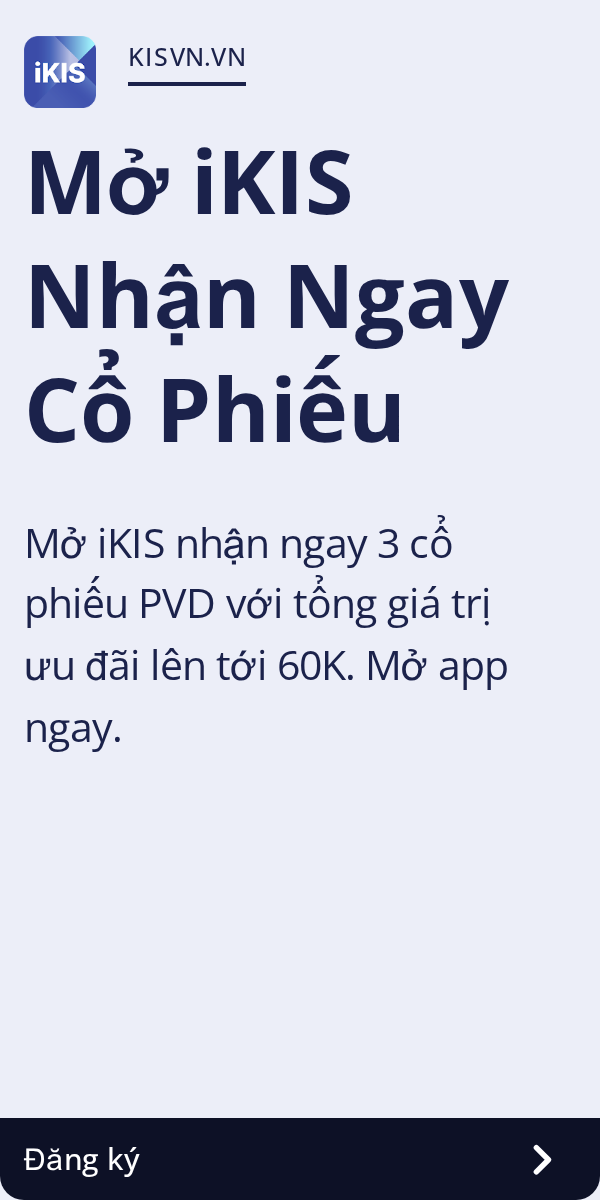 iKIS
KISVN.VN
Mở iKIS
Nhận Ngay
Cổ Phiếu
Mở iKIS nhận ngay 3 cổ
phiếu PVD với tổng giá trị
ưu đãi lên tới 60K. Mở app
ngay.
Đăng ký